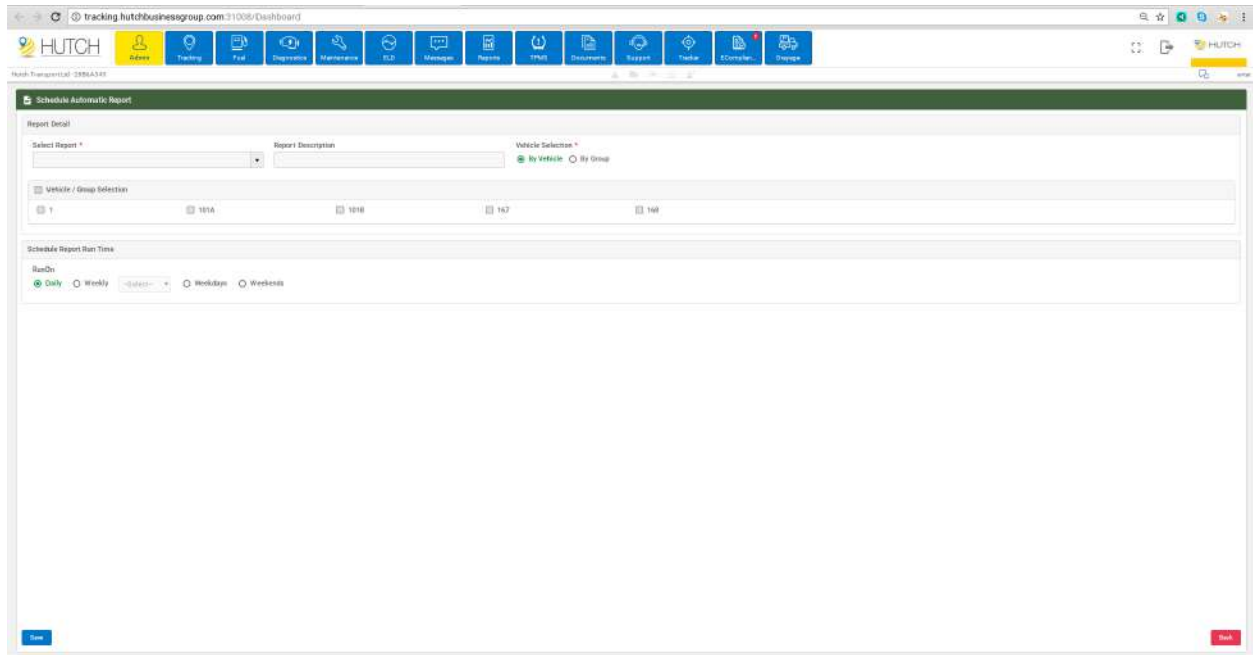 tracking.hutchbusinessgroup.com:31008/Dashboard
HUTCH
Admin Tracking Fuel Diagnostics Maintenance ELD Messages Reports TPMS Documents Support Tracker EComplian...
HUTCH
Schedule Automatic Report
Report Detail
Select Report * Report Description Vehicle Selection *
By Vehicle By Group
Vehicle / Group Selection
1 101A 101B 167 168
Schedule Report Run Time
RunOn
Daily Weekly --Select-- Weekdays Weekends
Save Back